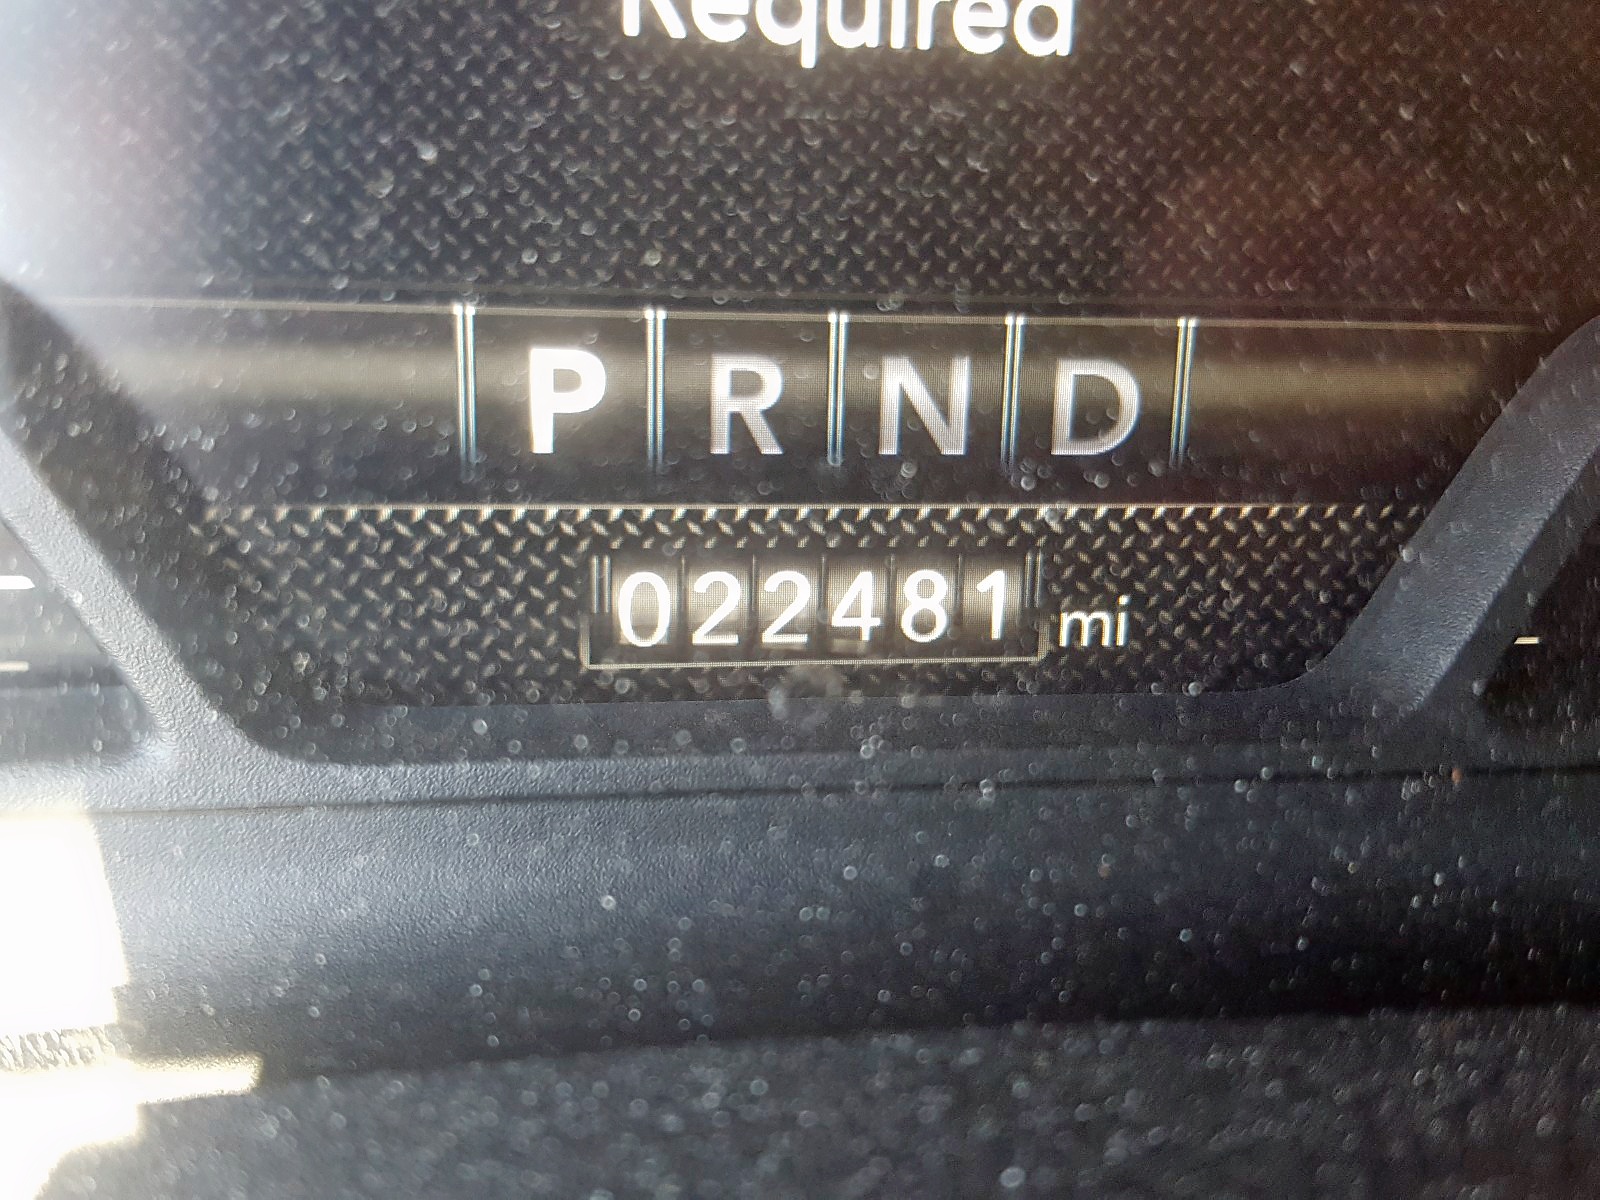 Required
P R N D
022481 mi